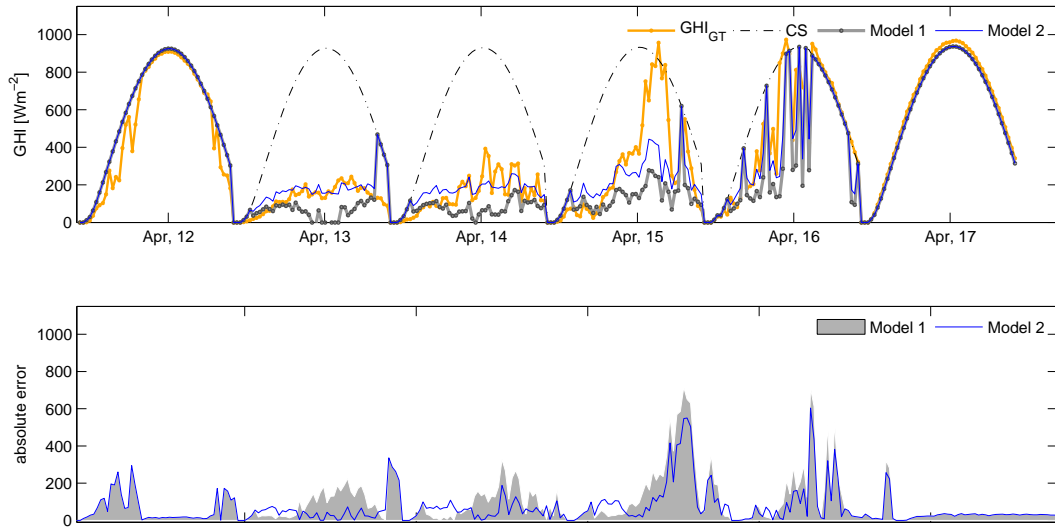 1000
800
600
400
200
0
GHI [Wm−2]
GHIGT CS Model 1 Model 2
Apr, 12 Apr, 13 Apr, 14 Apr, 15 Apr, 16 Apr, 17
1000
800
600
400
200
0
absolute error
Model 1 Model 2